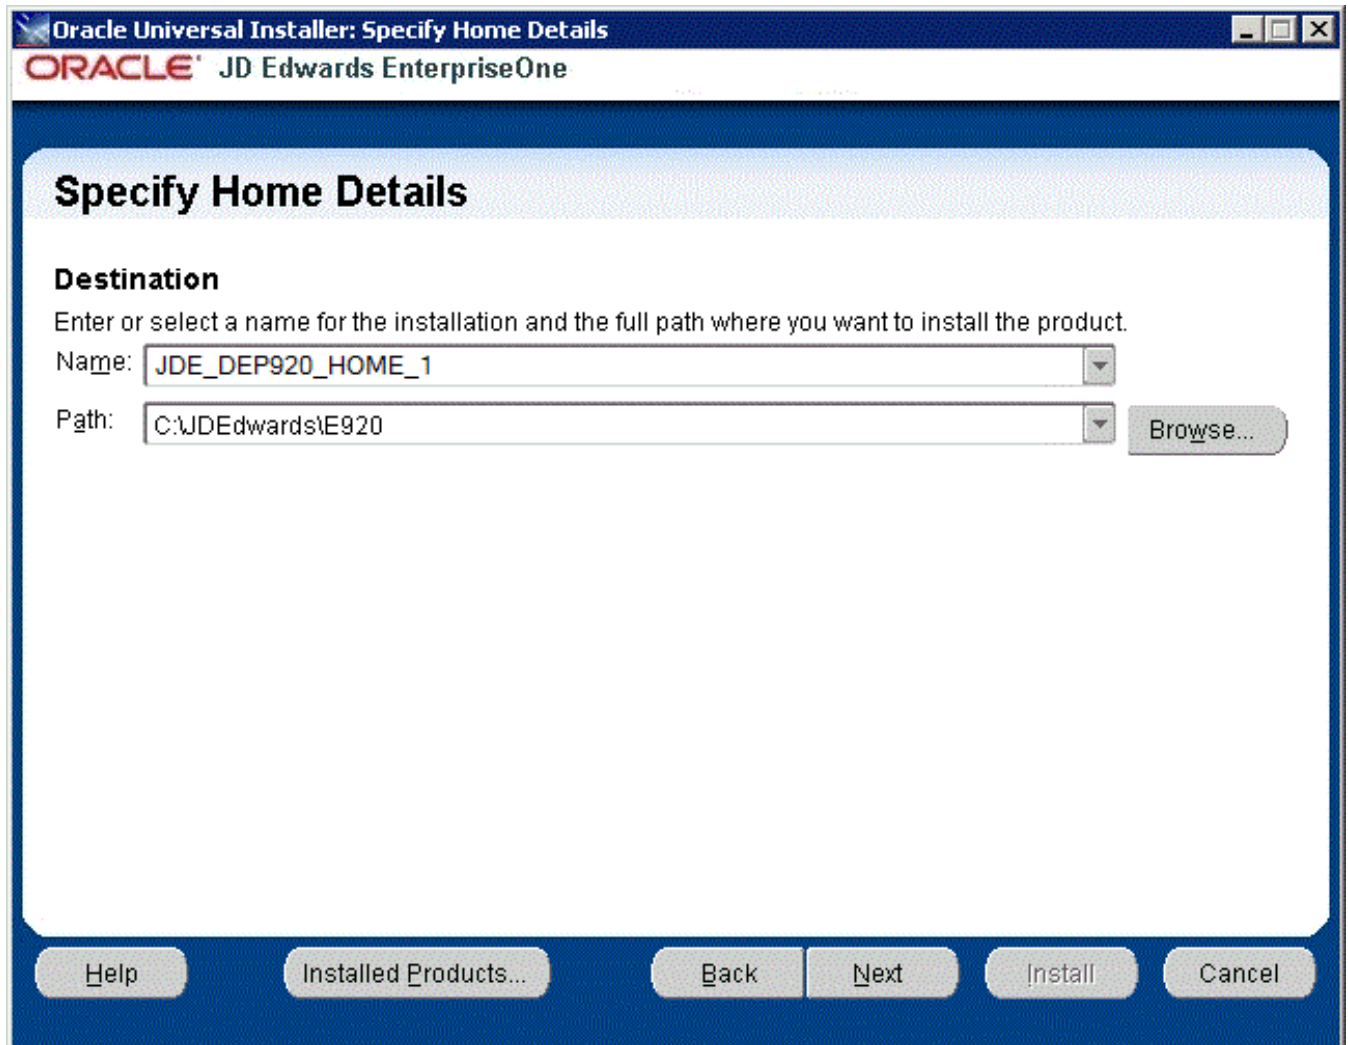 Oracle Universal Installer: Specify Home Details
ORACLE JD Edwards EnterpriseOne
Specify Home Details
Destination
Enter or select a name for the installation and the full path where you want to install the product.
Name: JDE_DEP920_HOME_1
Path: C:\JDEdwards\E920
Browse...
Help Installed Products... Back Next Install Cancel